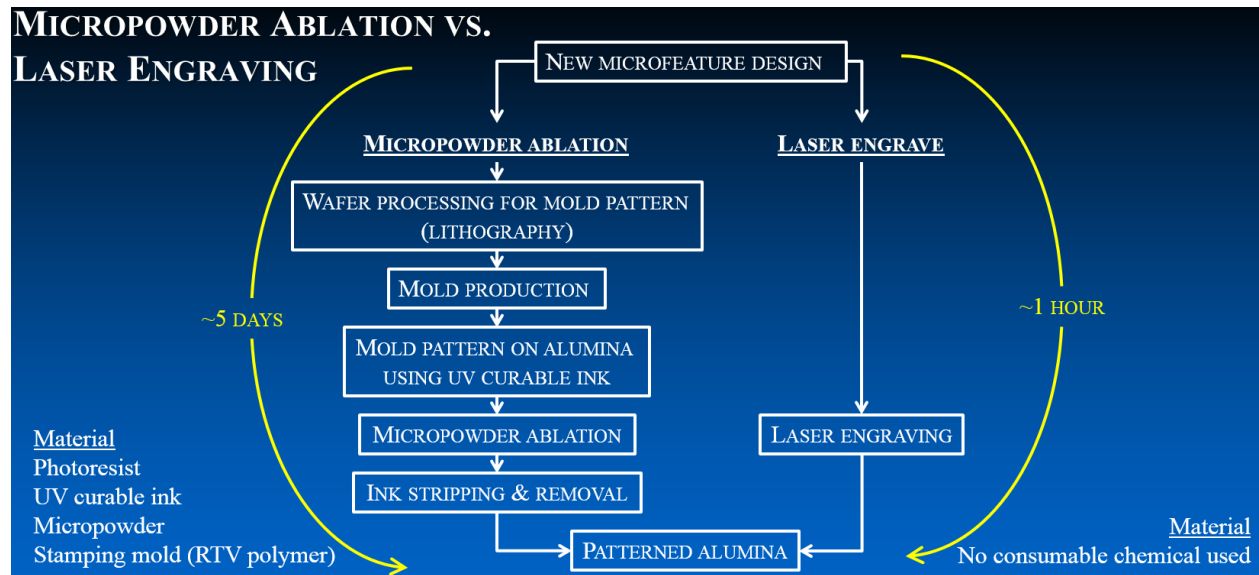 MICROPOWDER ABLATION VS.
LASER ENGRAVING
NEW MICROFEATURE DESIGN
MICROPOWDER ABLATION
LASER ENGRAVE
WAFER PROCESSING FOR MOLD PATTERN
(LITHOGRAPHY)
MOLD PRODUCTION
~5 DAYS
~1 HOUR
MOLD PATTERN ON ALUMINA
USING UV CURABLE INK
MICROPOWDER ABLATION
LASER ENGRAVING
INK STRIPPING & REMOVAL
PATTERNED ALUMINA
Material
Photoresist
UV curable ink
Micropowder
Stamping mold (RTV polymer)
Material
No consumable chemical used